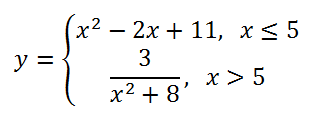 y = { x² − 2x + 11, x ≤ 5
3/(x² + 8), x > 5